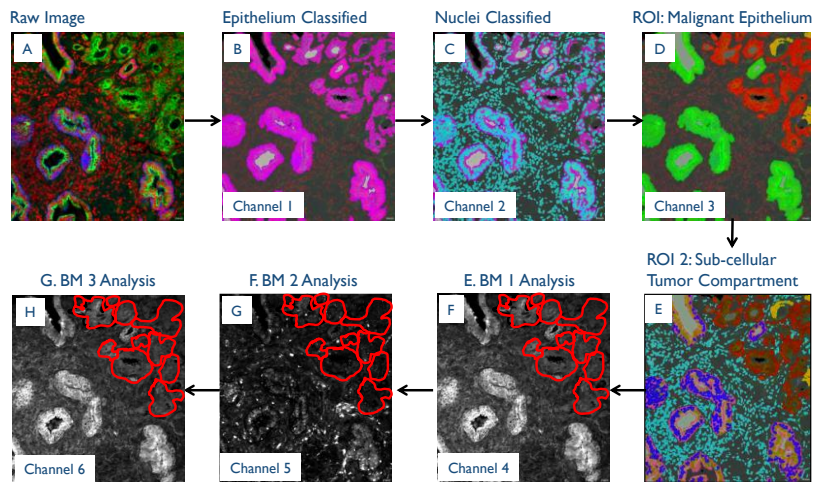 Raw Image
Epithelium Classified
Nuclei Classified
ROI: Malignant Epithelium
A
B
C
D
Channel 1
Channel 2
Channel 3
G. BM 3 Analysis
F. BM 2 Analysis
E. BM 1 Analysis
ROI 2: Sub-cellular
Tumor Compartment
H
G
F
E
Channel 6
Channel 5
Channel 4